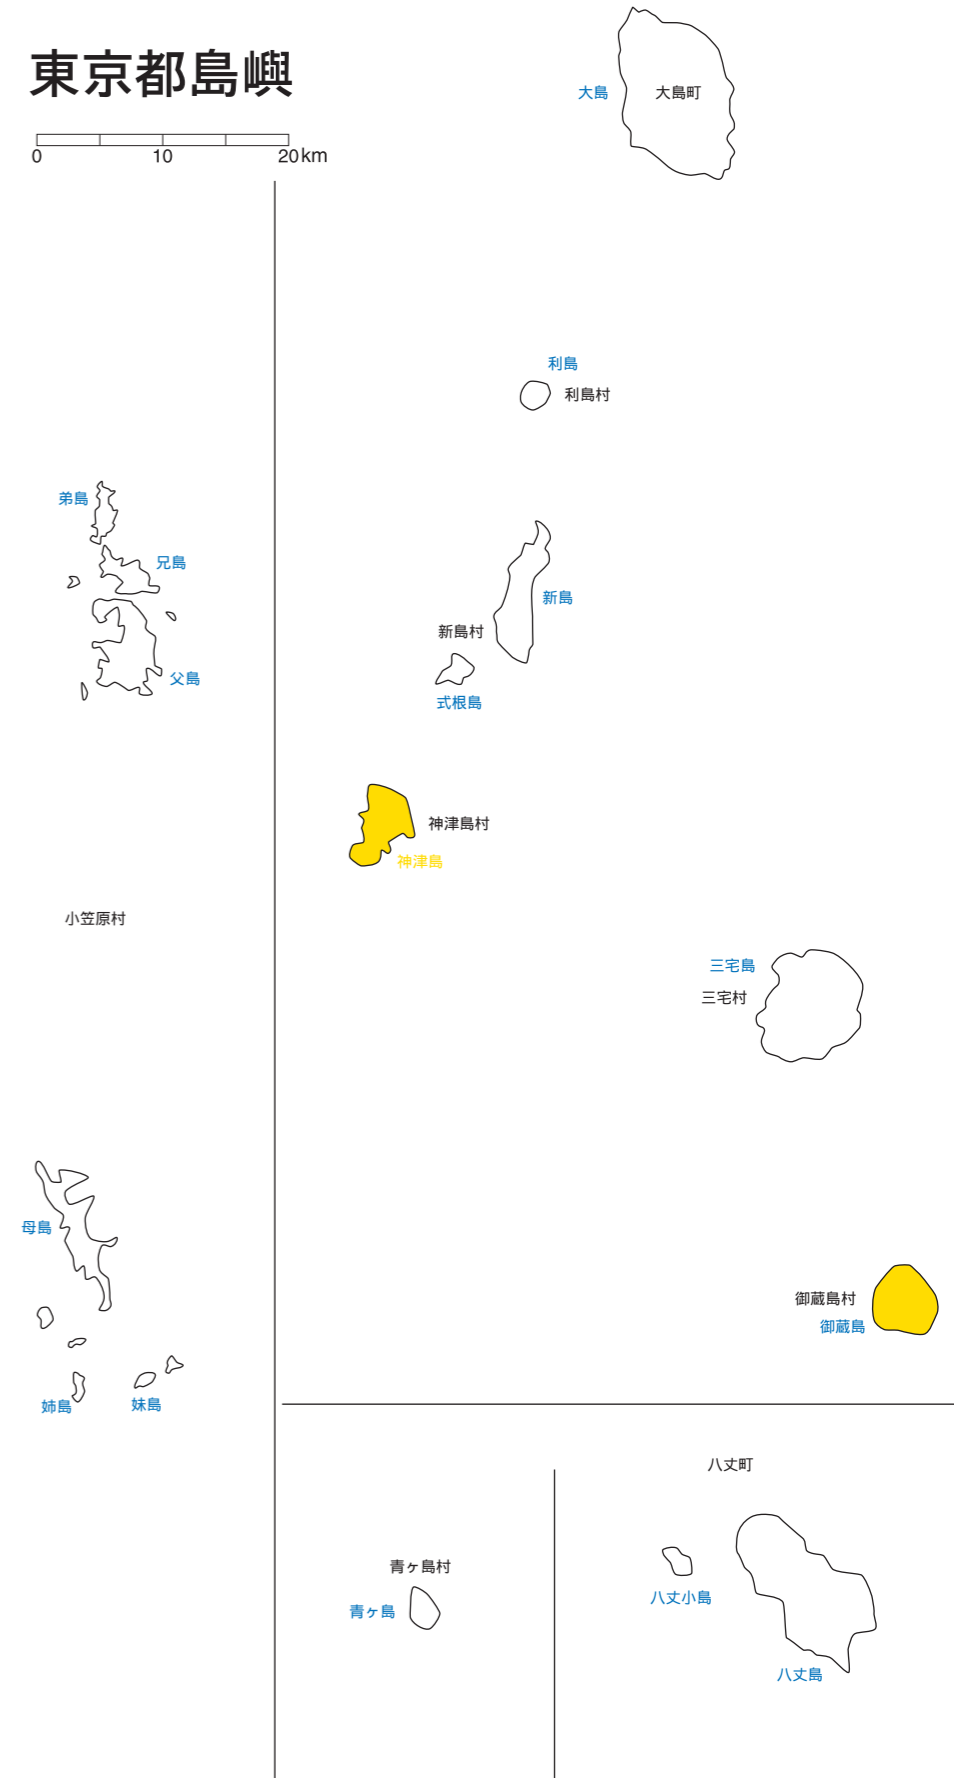 東京都島嶼
0 10 20km
大島 大島町
利島
利島村
弟島
兄島
父島
新島
新島村
式根島
神津島村
神津島
小笠原村
三宅島
三宅村
母島
姉島
妹島
御蔵島村
御蔵島
八丈町
青ヶ島村
青ヶ島
八丈小島
八丈島